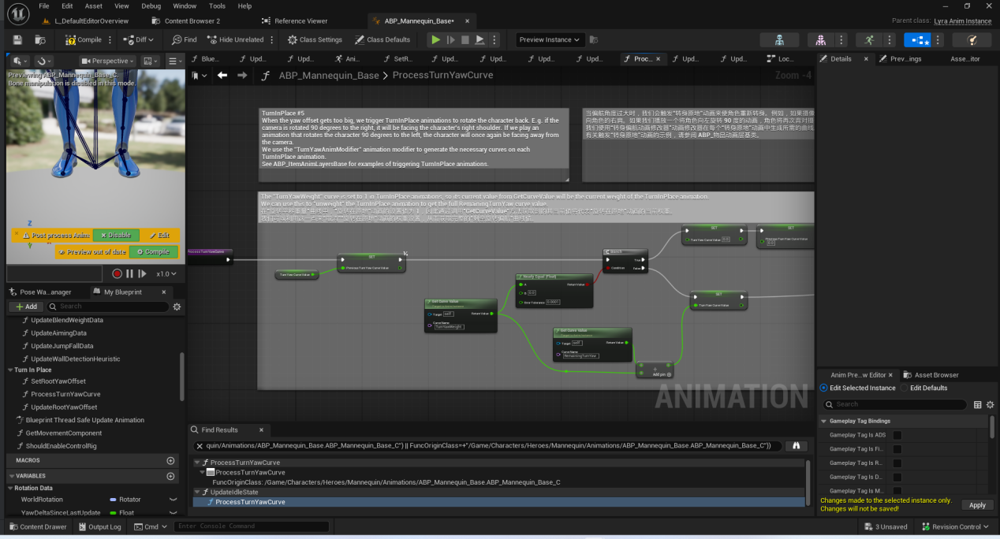 File Edit Asset View Debug Window Tools Help
L_DefaultEditorOverview
Content Browser 2
Reference Viewer
ABP_Mannequin_Base*
Parent class: Lyra Anim Instance
Compile
Diff
Find
Hide Unrelated
Class Settings
Class Defaults
Preview Instance
Perspective
Blue...
Upd...
Upd...
Ani...
SetR...
Upd...
Upd...
Upd...
Upd...
Proc...
Upd...
Upd...
Loc...
Details
Prev...ings
Asse...itor
Previewing ABP_Mannequin_Base_C.
Bone manipulation is disabled in this mode.
ABP_Mannequin_Base > ProcessTurnYawCurve
Zoom -4
TurnInPlace #5
When the yaw offset gets too big, we trigger TurnInPlace animations to rotate the character back. E.g. if the
camera is rotated 90 degrees to the right, it will be facing the character's right shoulder. If we play an
animation that rotates the character 90 degrees to the left, the character will once again be facing away from
the camera.
We use the "TurnYawAnimModifier" animation modifier to generate the necessary curves on each
TurnInPlace animation.
See ABP_ItemAnimLayersBase for examples of triggering TurnInPlace animations.
当偏航角度过大时，我们会触发“转身原地”动画来使角色重新转身。例如，如果摄像
向角色的右肩。如果我们播放一个将角色向左旋转 90 度的动画，角色将再次背对摄
我们使用“转身偏航动画修改器”动画修改器在每个“转身原地”动画中生成所需的曲线
有关触发“转身原地”动画的示例，请参阅 ABP_物品动画层基类。
The "TurnYawWeight" curve is set to 1 in TurnInPlace animations, so its current value from GetCurveValue will be the current weight of the TurnInPlace animation.
We can use this to "unweight" the TurnInPlace animation to get the full RemainingTurnYaw curve value.
ProcessTurnYawCurve
Turn Yaw Curve Value
SET
Previous Turn Yaw Curve Value
Get Curve Value
Target self
Return Value
Curve Name
TurnYawWeight
Nearly Equal (Float)
A
Return Value
B 0.0
Error Tolerance 0.0001
Branch
True
Condition
False
SET
Turn Yaw Curve Value 0.0
SET
Previous Turn Yaw Curve Value
0.0
SET
Turn Yaw Curve Value
Get Curve Value
Target self
Return Value
Curve Name
RemainingTurnYaw
Add pin
ANIMATION
Z
Post process Anim:
Disable
Edit
Preview out of date
Compile
x1.0
Pose Wa...anager
My Blueprint
Add
Search
UpdateBlendWeightData
UpdateAimingData
UpdateJumpFallData
UpdateWallDetectionHeuristic
Turn In Place
SetRootYawOffset
ProcessTurnYawCurve
UpdateRootYawOffset
Blueprint Thread Safe Update Animation
GetMovementComponent
ShouldEnableControlRig
MACROS
VARIABLES
Rotation Data
WorldRotation
Rotator
YawDeltaSinceLastUpdate
Float
Find Results
quin/Animations/ABP_Mannequin_Base.ABP_Mannequin_Base_C") || FuncOriginClass=+"/Game/Characters/Heroes/Mannequin/Animations/ABP_Mannequin_Base.ABP_Mannequin_Base_C"))
ProcessTurnYawCurve
ProcessTurnYawCurve
FuncOriginClass: /Game/Characters/Heroes/Mannequin/Animations/ABP_Mannequin_Base.ABP_Mannequin_Base_C
UpdateIdleState
ProcessTurnYawCurve
Anim Pre...w Editor
Asset Browser
Edit Selected Instance
Edit Defaults
Search
Gameplay Tag Bindings
Gameplay Tag Is ADS
Gameplay Tag Is Fi...
Gameplay Tag Is R...
Gameplay Tag Is D...
Gameplay Tag Is M...
Changes made to the selected instance only.
Changes will not be saved!
Apply
Content Drawer
Output Log
Cmd
Enter Console Command
3 Unsaved
Revision Control